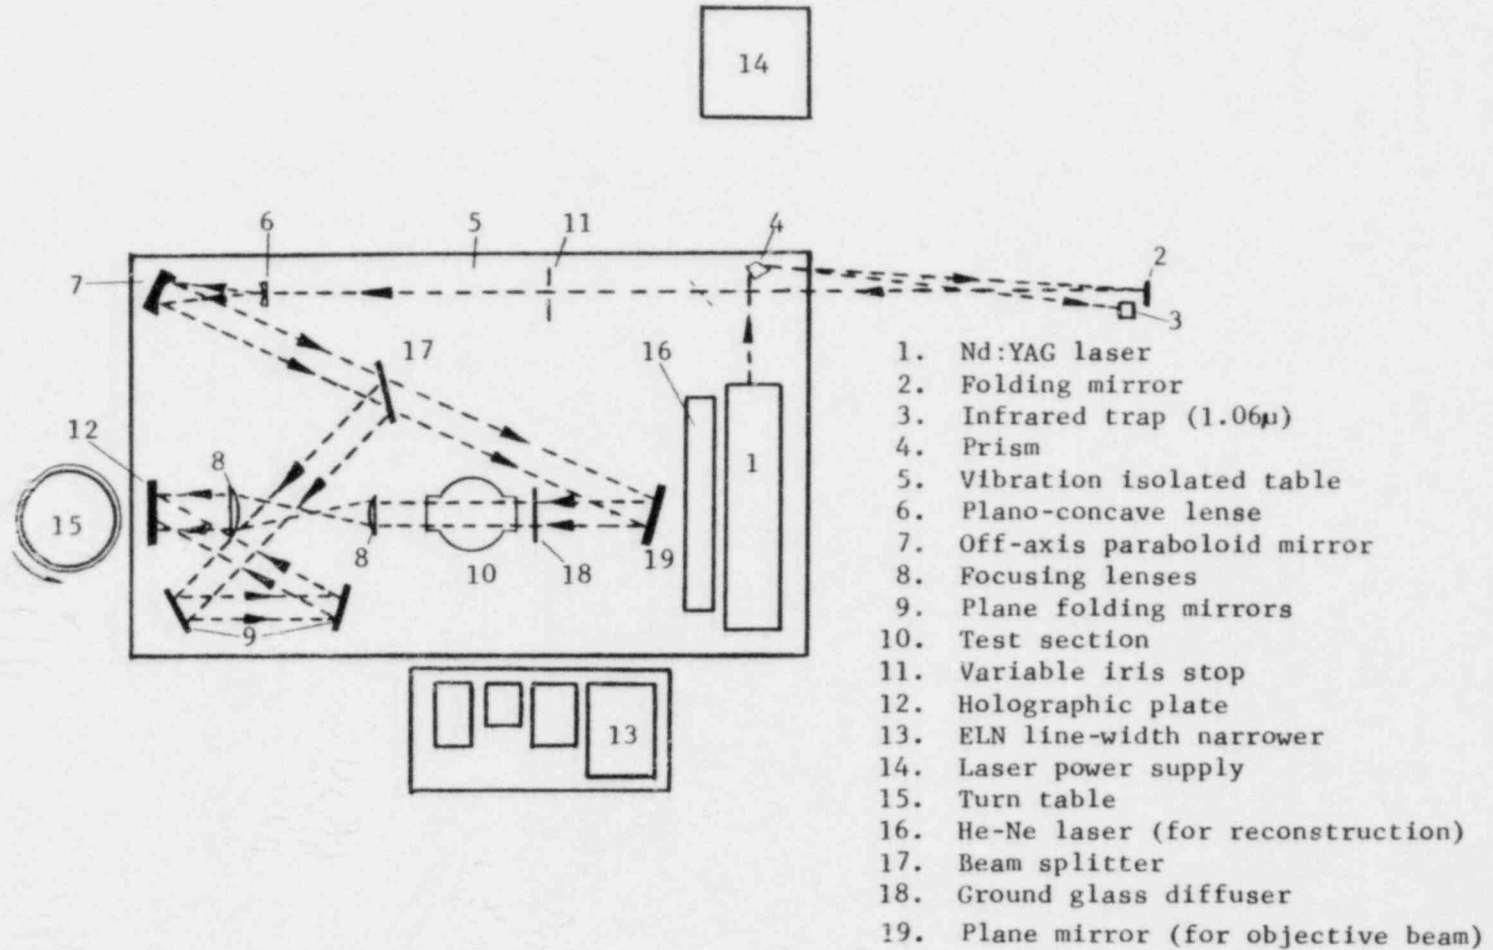 14
6
5
11
4
2
7
3
17
16
12
8
1
15
8
10
18
19
9
13
1. Nd:YAG laser
2. Folding mirror
3. Infrared trap (1.06μ)
4. Prism
5. Vibration isolated table
6. Plano-concave lense
7. Off-axis paraboloid mirror
8. Focusing lenses
9. Plane folding mirrors
10. Test section
11. Variable iris stop
12. Holographic plate
13. ELN line-width narrower
14. Laser power supply
15. Turn table
16. He-Ne laser (for reconstruction)
17. Beam splitter
18. Ground glass diffuser
19. Plane mirror (for objective beam)